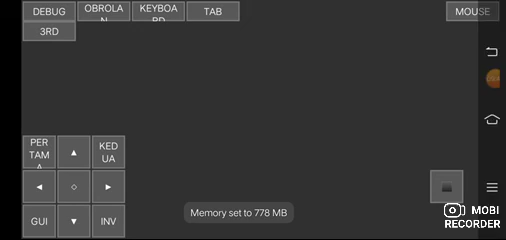 DEBUG
OBROLA
N
KEYBOA
RD
TAB
MOUSE
3RD
PER
TAM
A
KED
UA
GUI
INV
Memory set to 778 MB
MOBI
RECORDER